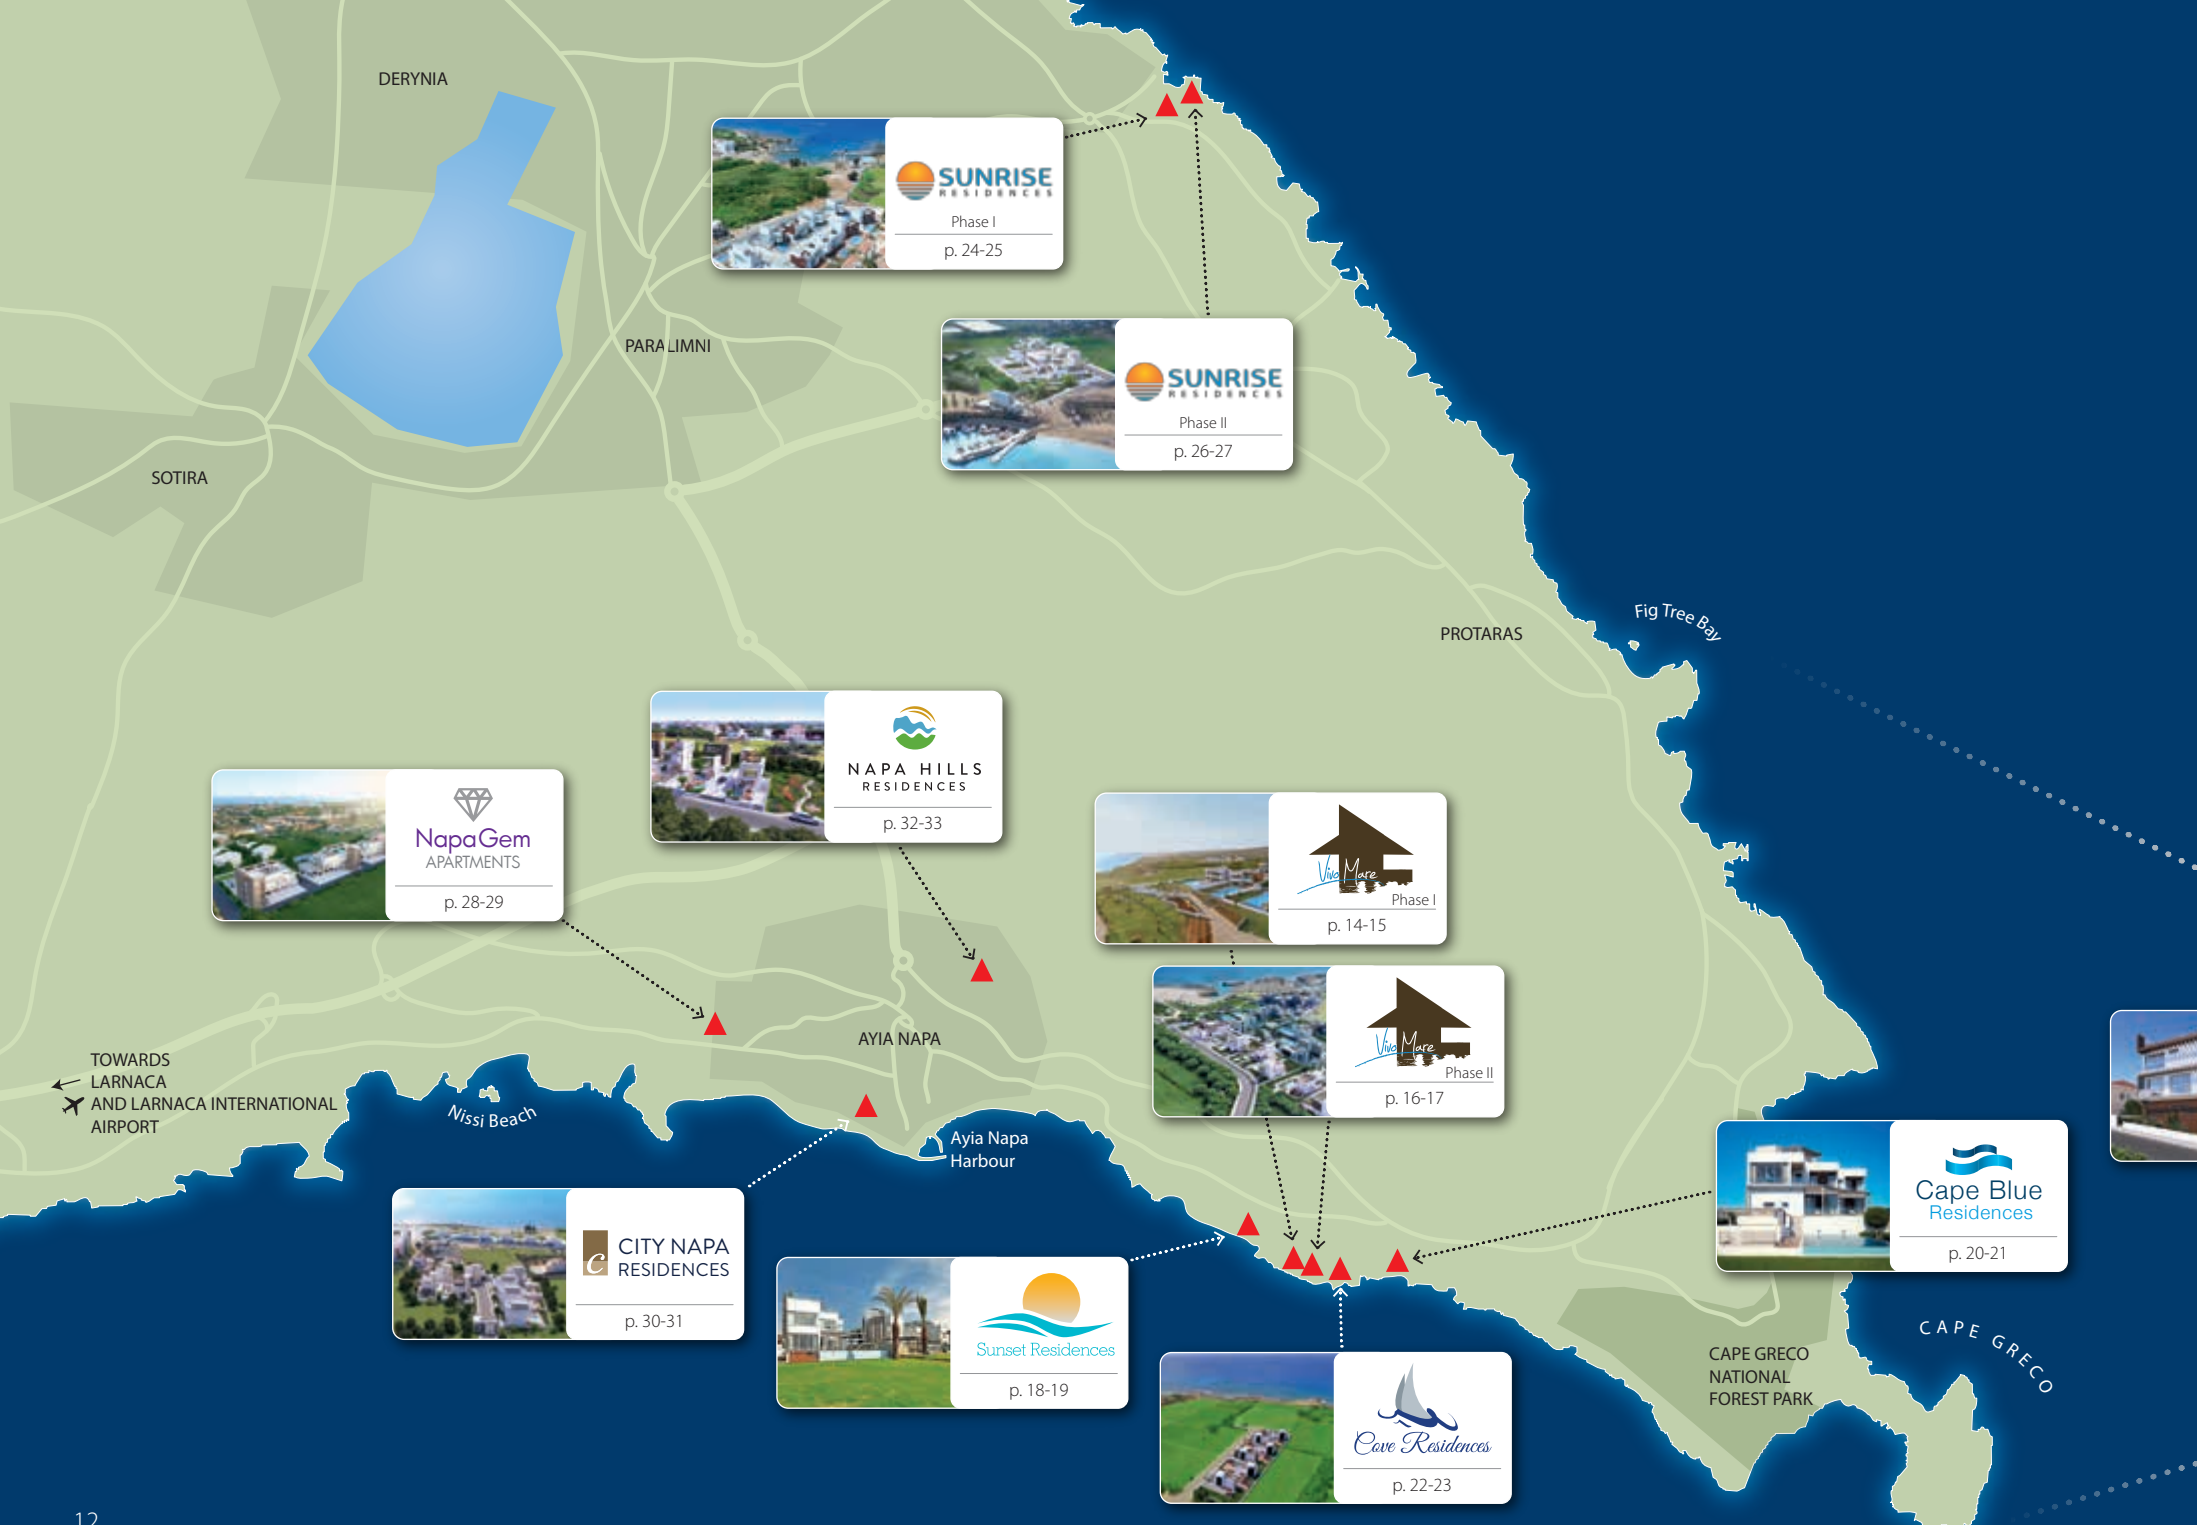 DERYNIA
SUNRISE
RESIDENCES
Phase I
p. 24-25
PARALIMNI
SUNRISE
RESIDENCES
Phase II
p. 26-27
SOTIRA
Fig Tree Bay
PROTARAS
NAPA HILLS
RESIDENCES
p. 32-33
NapaGem
APARTMENTS
p. 28-29
Vivo Mare
Phase I
p. 14-15
Vivo Mare
Phase II
p. 16-17
AYIA NAPA
TOWARDS
LARNACA
AND LARNACA INTERNATIONAL
AIRPORT
Nissi Beach
Ayia Napa
Harbour
Cape Blue
Residences
p. 20-21
c
CITY NAPA
RESIDENCES
p. 30-31
Sunset Residences
p. 18-19
CAPE GRECO
CAPE GRECO
NATIONAL
FOREST PARK
Cove Residences
p. 22-23
12